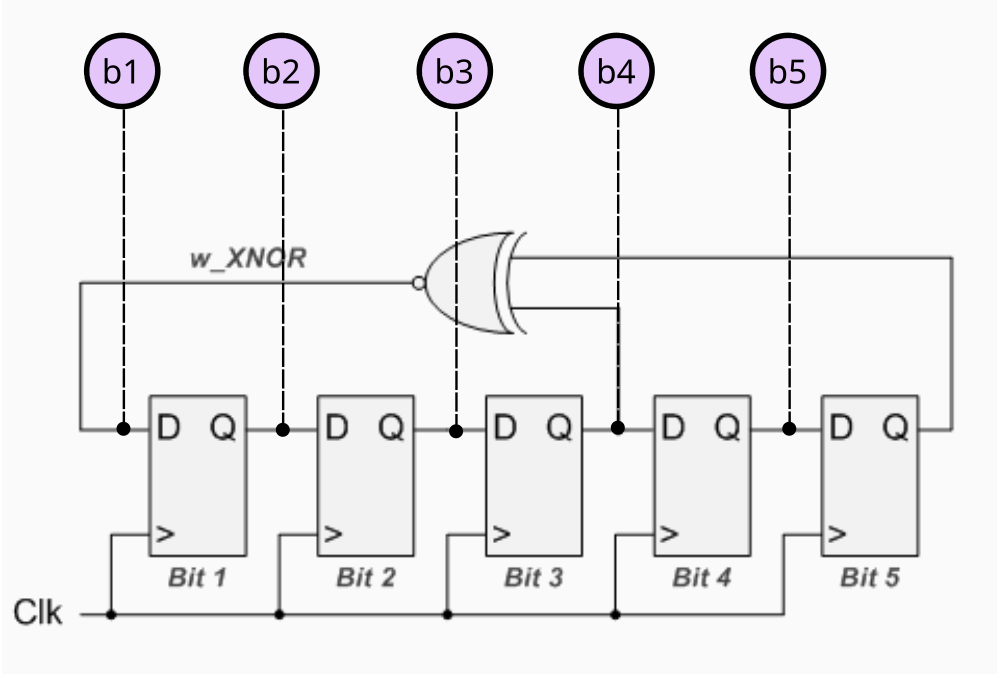 b1 b2 b3 b4 b5
w_XNOR
D Q D Q D Q D Q D Q
> > > > >
Bit 1 Bit 2 Bit 3 Bit 4 Bit 5
Clk